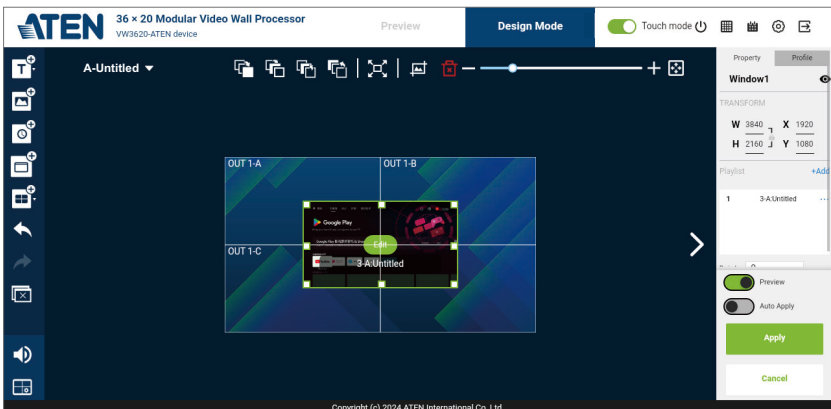 ATEN
36 × 20 Modular Video Wall Processor
VW3620-ATEN device
Preview
Design Mode
Touch mode
A-Untitled
Property
Profile
Window1
TRANSFORM
W 3840 X 1920
H 2160 Y 1080
Playlist +Add
1 3-A:Untitled ...
OUT 1-A
OUT 1-B
OUT 1-C
Google Play
Edit
3-A:Untitled
Preview
Auto Apply
Apply
Cancel
Copyright (c) 2024 ATEN International Co. Ltd.